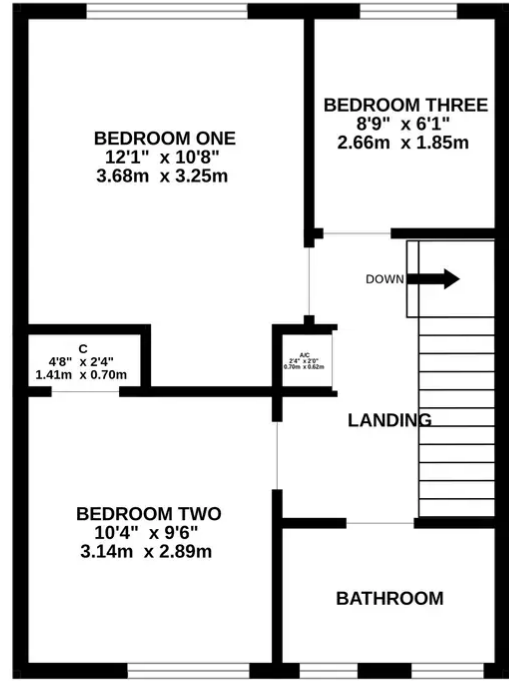 BEDROOM ONE
12'1" x 10'8"
3.68m x 3.25m
BEDROOM THREE
8'9" x 6'1"
2.66m x 1.85m
DOWN
C
4'8" x 2'4"
1.41m x 0.70m
A/C
2'4" x 2'0"
0.70m x 0.62m
LANDING
BEDROOM TWO
10'4" x 9'6"
3.14m x 2.89m
BATHROOM